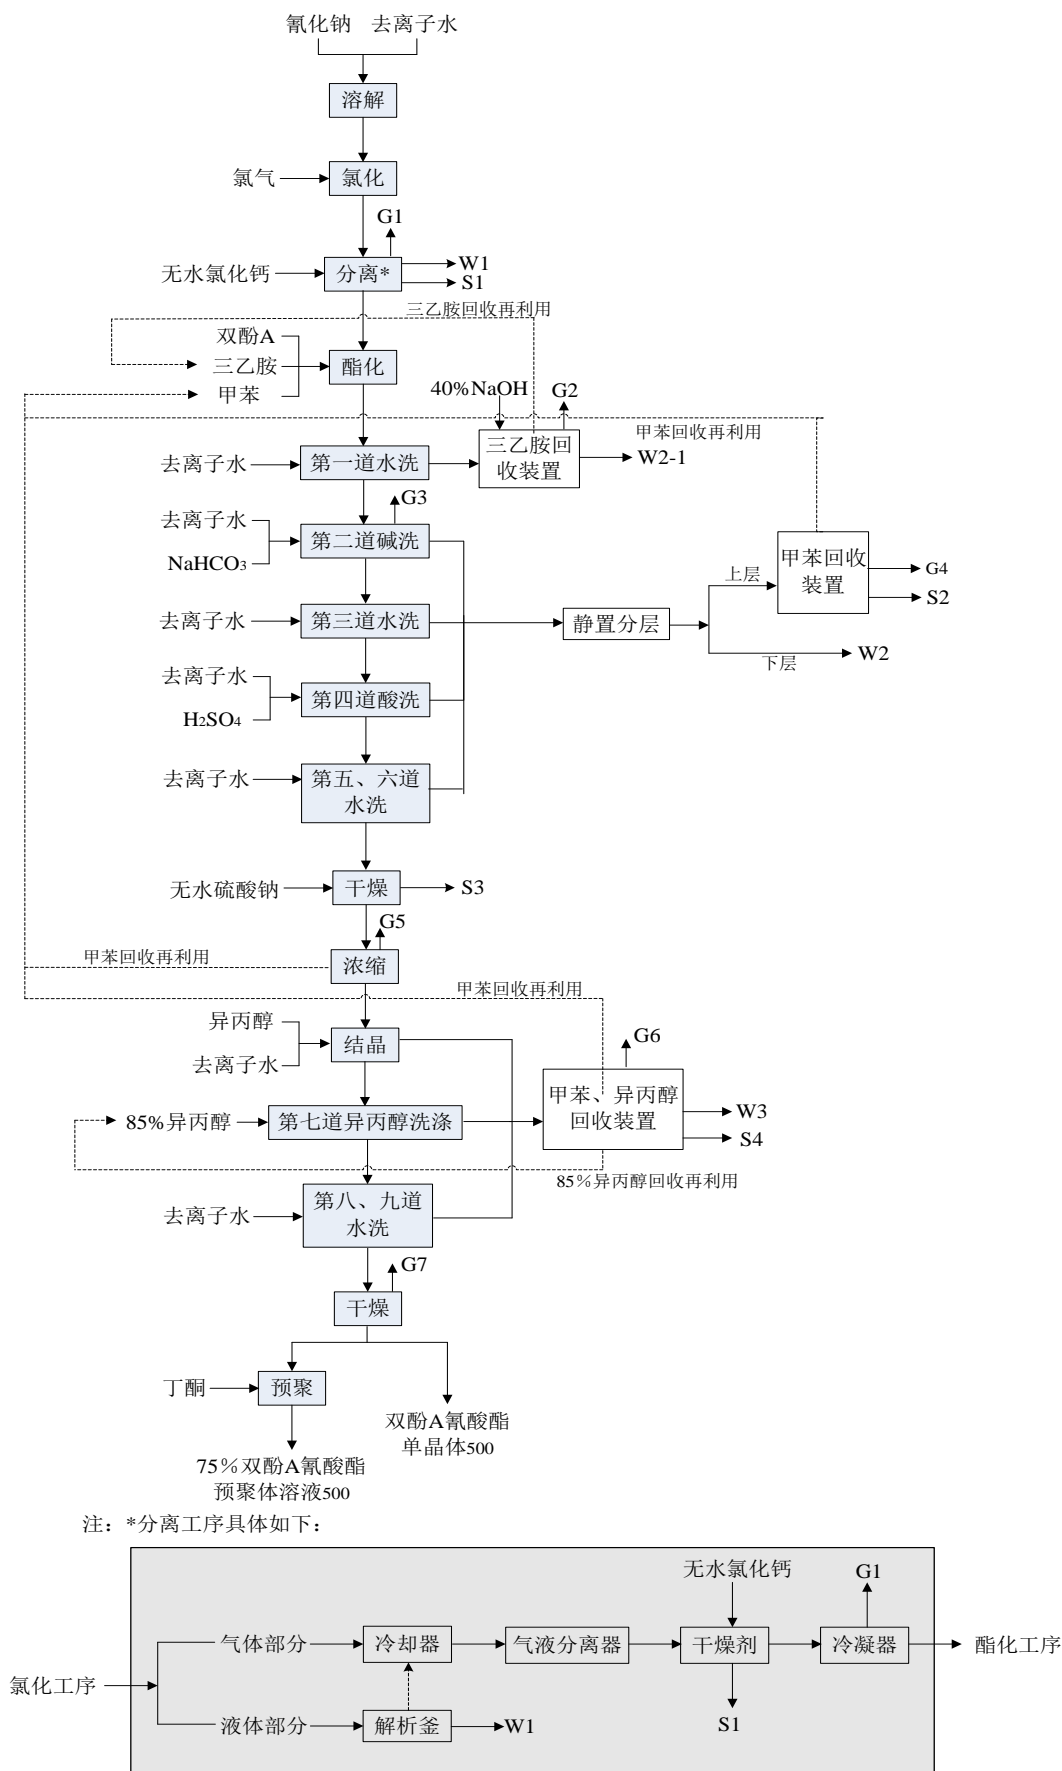 氰化钠 去离子水
溶解
氯气
氯化
G1
无水氯化钙
分离*
W1
S1
三乙胺回收再利用
双酚A
三乙胺
甲苯
酯化
40%NaOH
G2
甲苯回收再利用
去离子水
第一道水洗
三乙胺回
收装置
W2-1
G3
去离子水
NaHCO3
第二道碱洗
甲苯回收
装置
G4
S2
上层
去离子水
第三道水洗
静置分层
下层
W2
去离子水
H2SO4
第四道酸洗
去离子水
第五、六道
水洗
无水硫酸钠
干燥
S3
G5
甲苯回收再利用
浓缩
甲苯回收再利用
异丙醇
去离子水
结晶
G6
甲苯、异丙醇
回收装置
W3
S4
85%异丙醇
第七道异丙醇洗涤
85%异丙醇回收再利用
去离子水
第八、九道
水洗
G7
干燥
丁酮
预聚
双酚A氰酸酯
单晶体500
75%双酚A氰酸酯
预聚体溶液500
注：*分离工序具体如下：
无水氯化钙
G1
气体部分
冷却器
气液分离器
干燥剂
冷凝器
酯化工序
氯化工序
液体部分
解析釜
W1
S1